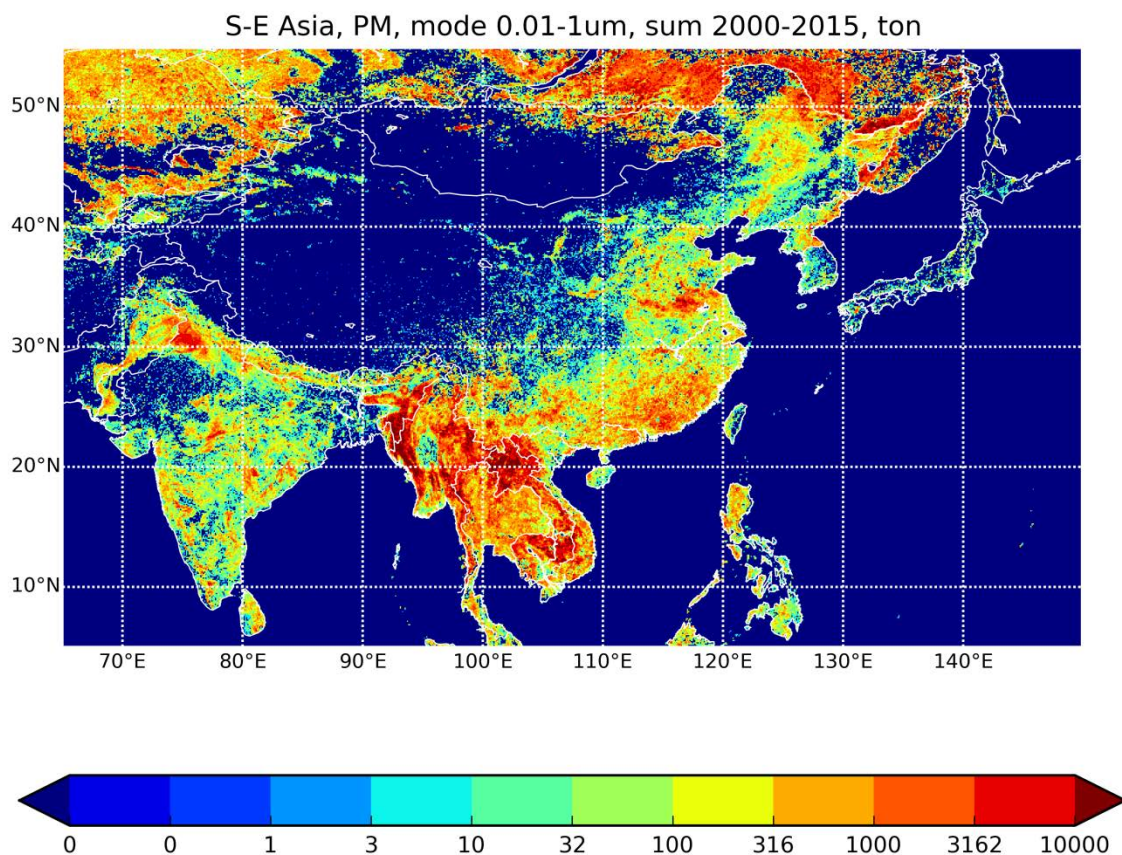 S-E Asia, PM, mode 0.01-1um, sum 2000-2015, ton
50°N
40°N
30°N
20°N
10°N
70°E 80°E 90°E 100°E 110°E 120°E 130°E 140°E
0 0 1 3 10 32 100 316 1000 3162 10000